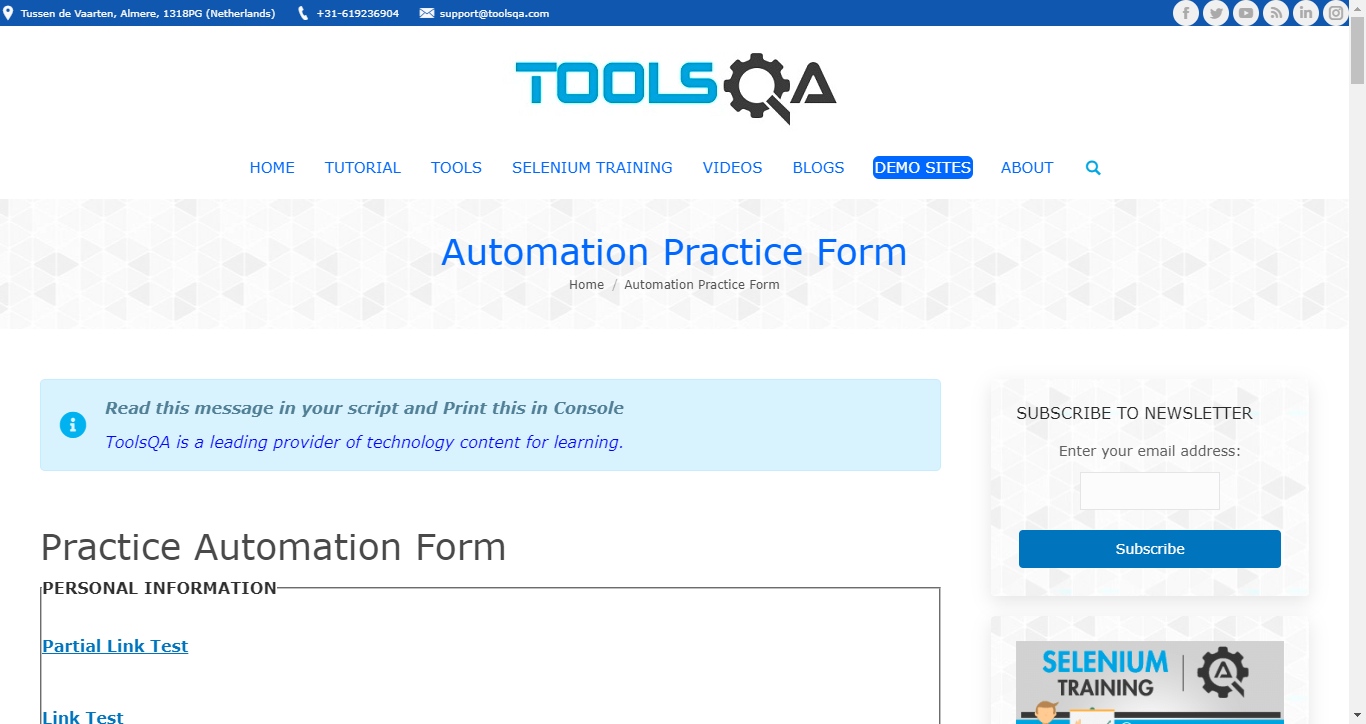 Tussen de Vaarten, Almere, 1318PG (Netherlands) +31-619236904 support@toolsqa.com
TOOLSQA
HOME TUTORIAL TOOLS SELENIUM TRAINING VIDEOS BLOGS DEMO SITES ABOUT
Automation Practice Form
Home / Automation Practice Form
Read this message in your script and Print this in Console
ToolsQA is a leading provider of technology content for learning.
SUBSCRIBE TO NEWSLETTER
Enter your email address:
Subscribe
Practice Automation Form
PERSONAL INFORMATION
Partial Link Test
Link Test
SELENIUM
TRAINING